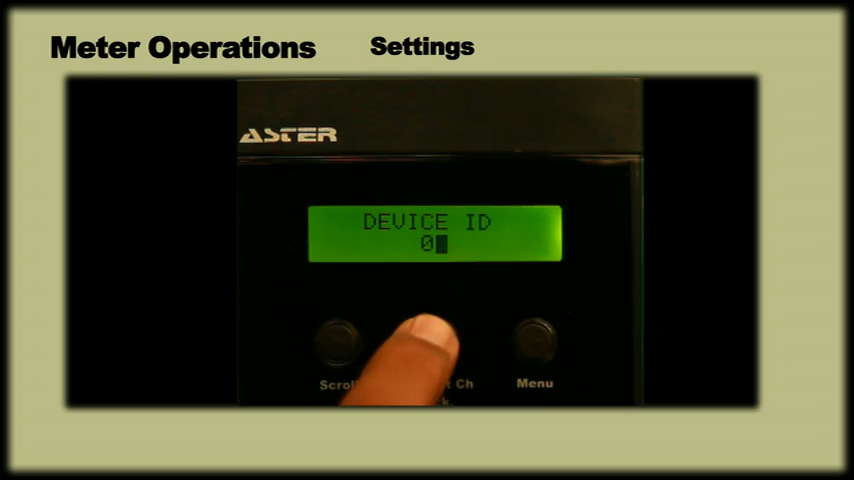 Meter Operations Settings
ASTER
DEVICE ID
0
Scroll Ch Menu